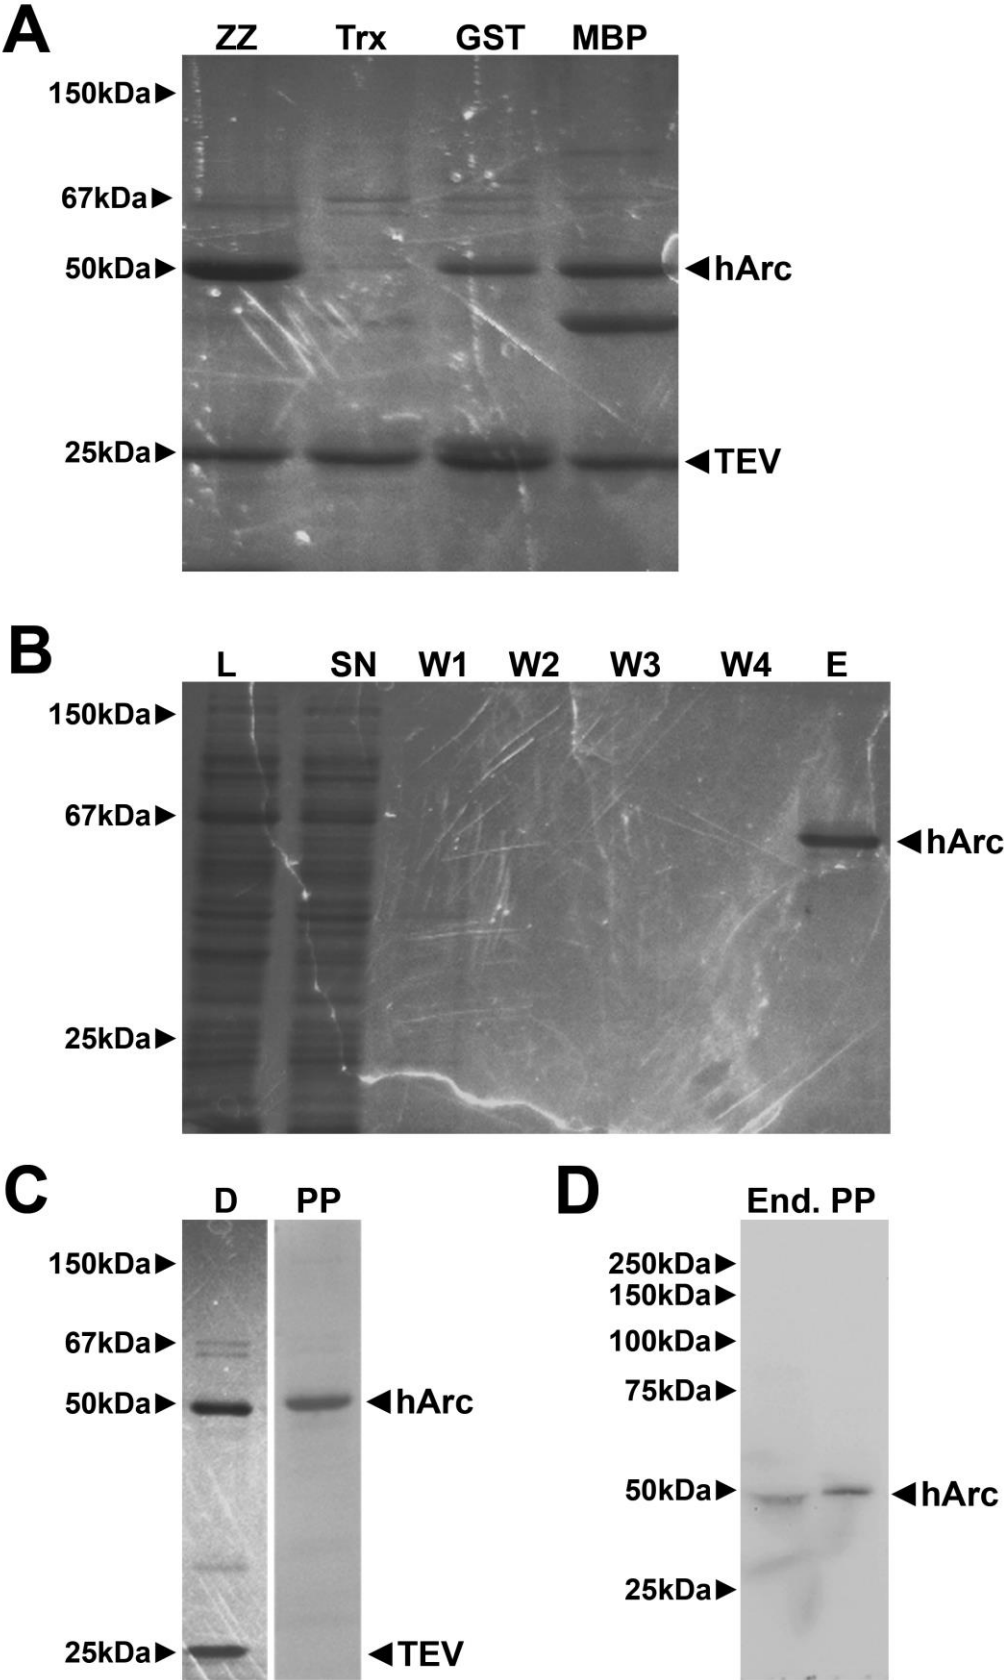 A
ZZ Trx GST MBP
150kDa
67kDa
50kDa
hArc
25kDa
TEV
B
L SN W1 W2 W3 W4 E
150kDa
67kDa
hArc
25kDa
C
D PP
150kDa
67kDa
50kDa
hArc
25kDa
TEV
D
End. PP
250kDa
150kDa
100kDa
75kDa
50kDa
hArc
25kDa